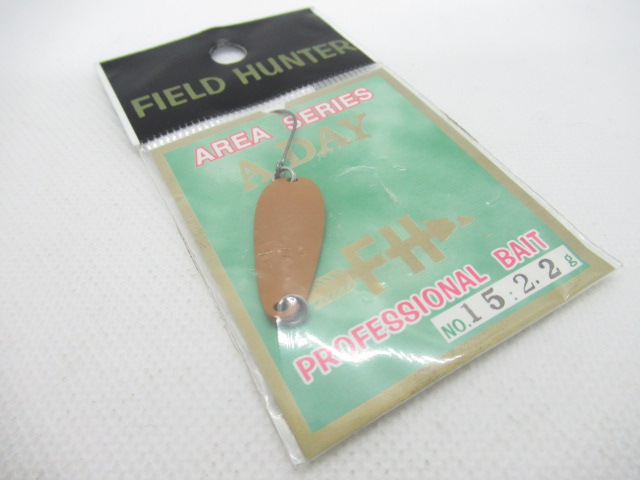 FIELD HUNTER
AREA SERIES
A DAY
FH
PROFESSIONAL BAIT
NO. 15:2.2g